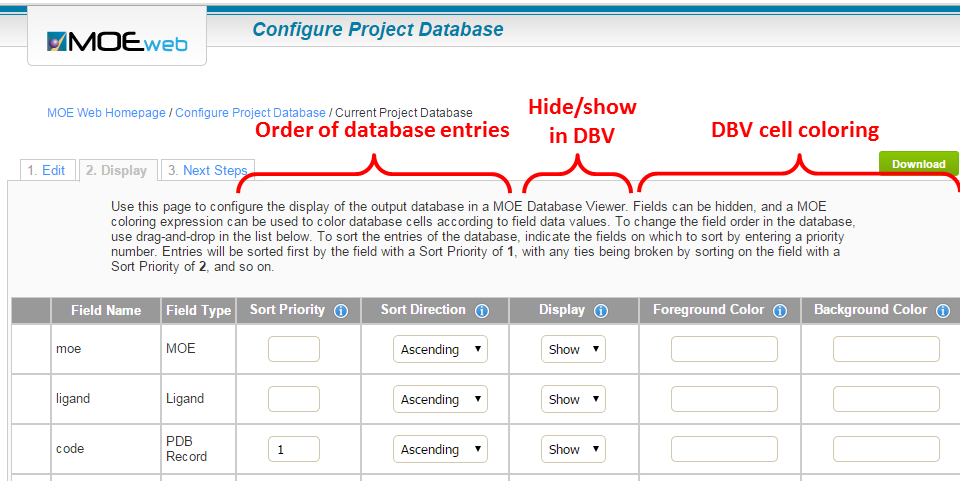 Configure Project Database
MOEweb
MOE Web Homepage / Configure Project Database / Current Project Database
Order of database entries
Hide/show
in DBV
DBV cell coloring
1. Edit
2. Display
3. Next Steps
Download
Use this page to configure the display of the output database in a MOE Database Viewer. Fields can be hidden, and a MOE
coloring expression can be used to color database cells according to field data values. To change the field order in the database,
use drag-and-drop in the list below. To sort the entries of the database, indicate the fields on which to sort by entering a priority
number. Entries will be sorted first by the field with a Sort Priority of 1, with any ties being broken by sorting on the field with a
Sort Priority of 2, and so on.
Field Name Field Type Sort Priority i Sort Direction i Display i Foreground Color i Background Color i
moe MOE Ascending Show
ligand Ligand Ascending Show
code PDB Record 1 Ascending Show